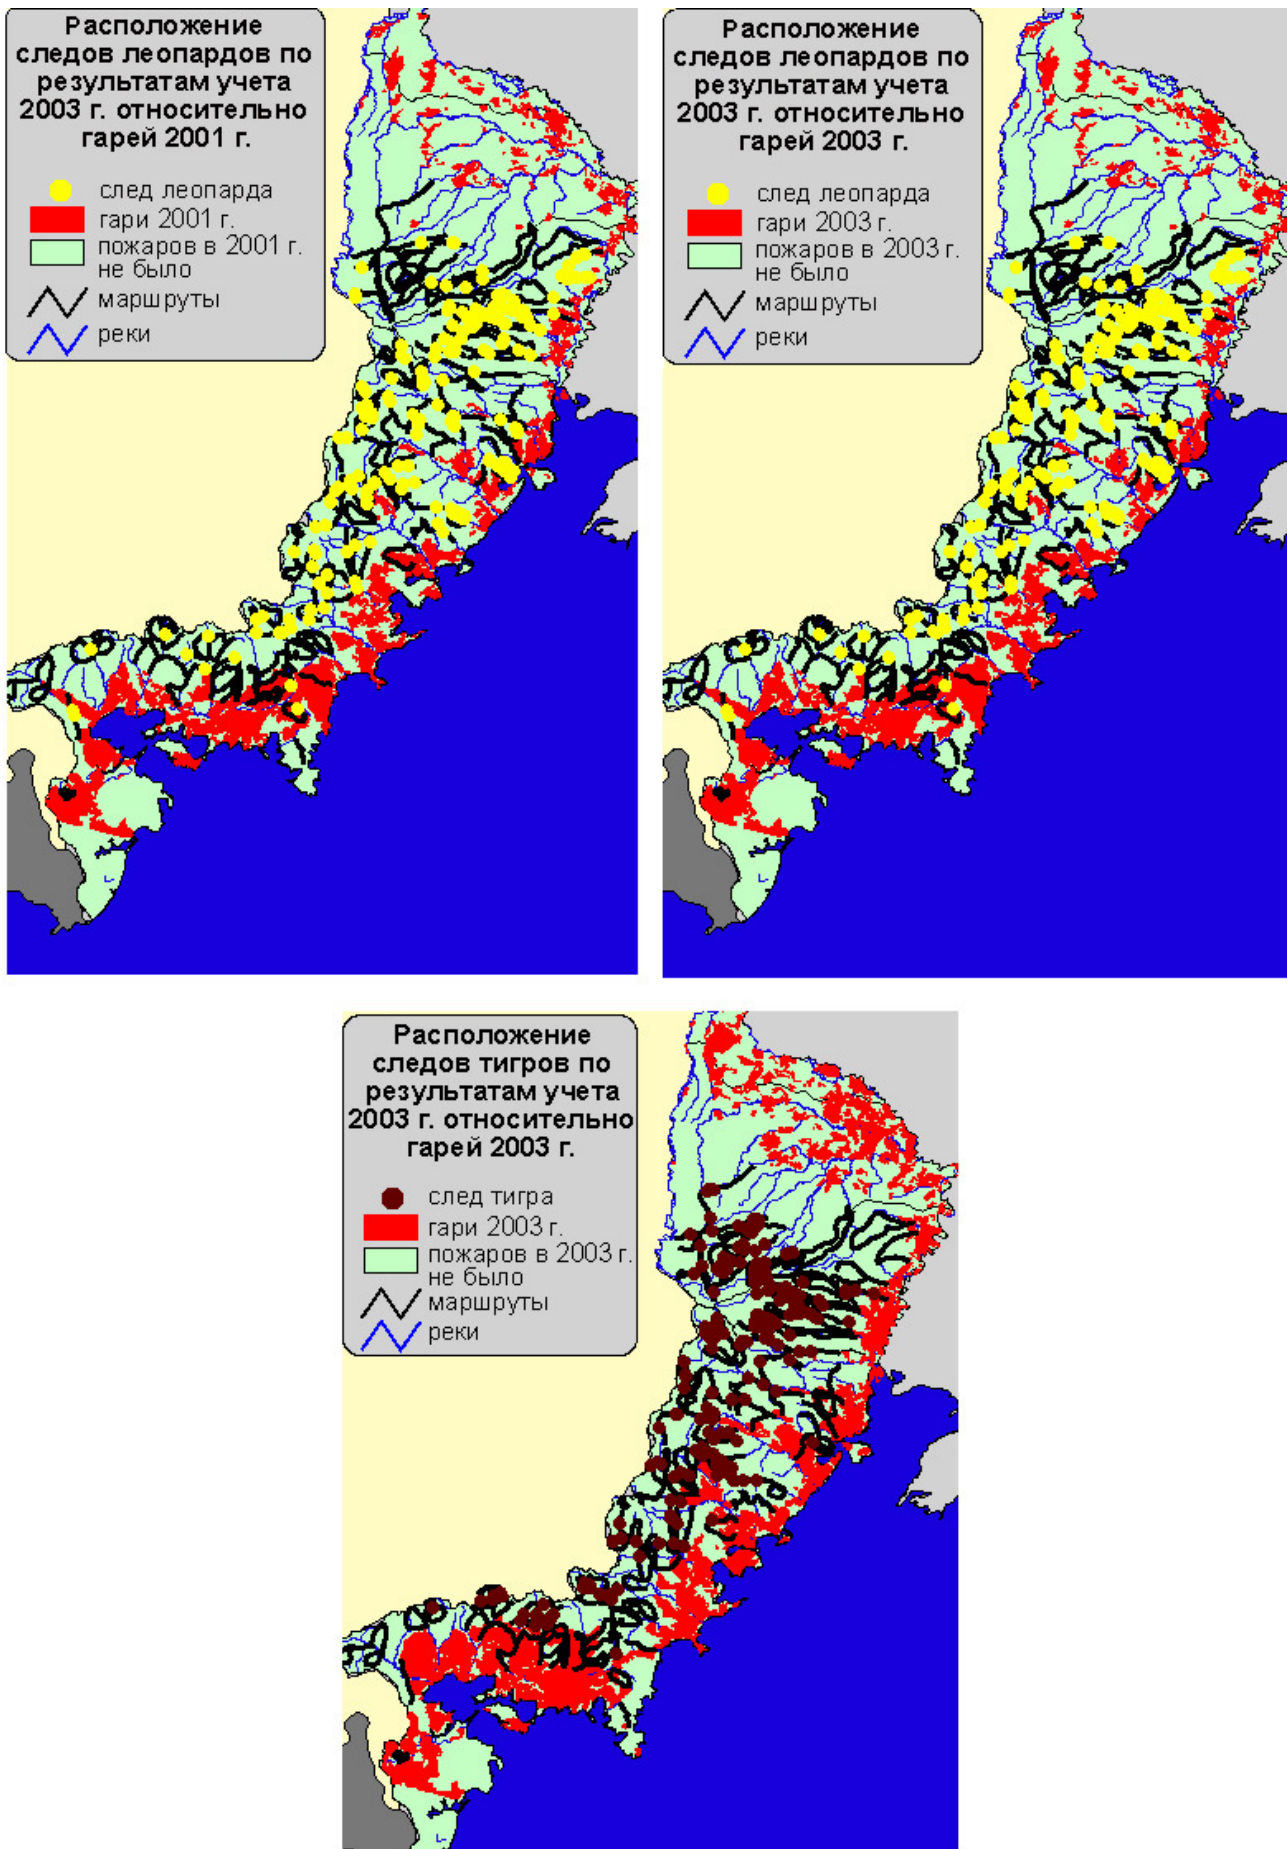 Расположение
следов леопардов по
результатам учета
2003 г. относительно
гарей 2001 г.
след леопарда
гари 2001 г.
пожаров в 2001 г.
не было
маршруты
реки
Расположение
следов леопардов по
результатам учета
2003 г. относительно
гарей 2003 г.
след леопарда
гари 2003 г.
пожаров в 2003 г.
не было
маршруты
реки
Расположение
следов тигров по
результатам учета
2003 г. относительно
гарей 2003 г.
след тигра
гари 2003 г.
пожаров в 2003 г.
не было
маршруты
реки